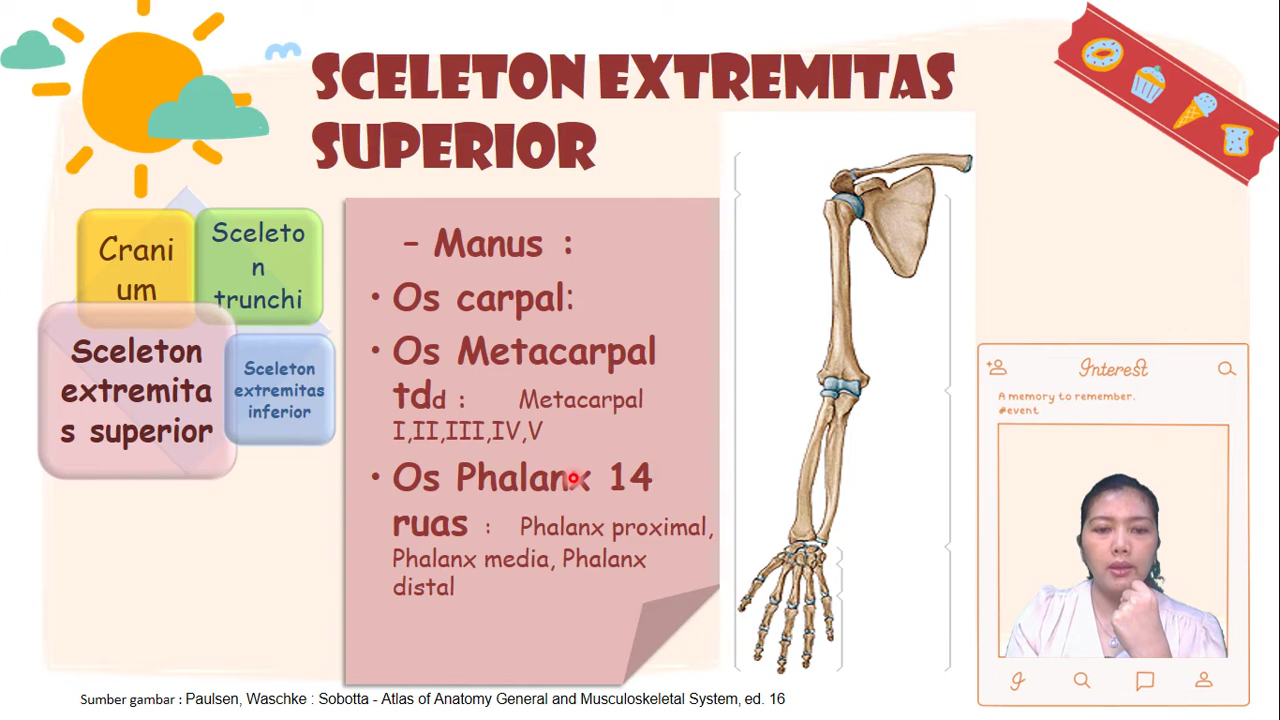 SCELETON EXTREMITAS
SUPERIOR
Crani
um
Sceleto
n
trunchi
Sceleton
extremita
s superior
Sceleton
extremitas
inferior
- Manus :
• Os carpal:
• Os Metacarpal
tdd : Metacarpal
I,II,III,IV,V
• Os Phalanx 14
ruas : Phalanx proximal,
Phalanx media, Phalanx
distal
Interest
A memory to remember.
#event
Sumber gambar : Paulsen, Waschke : Sobotta - Atlas of Anatomy General and Musculoskeletal System, ed. 16